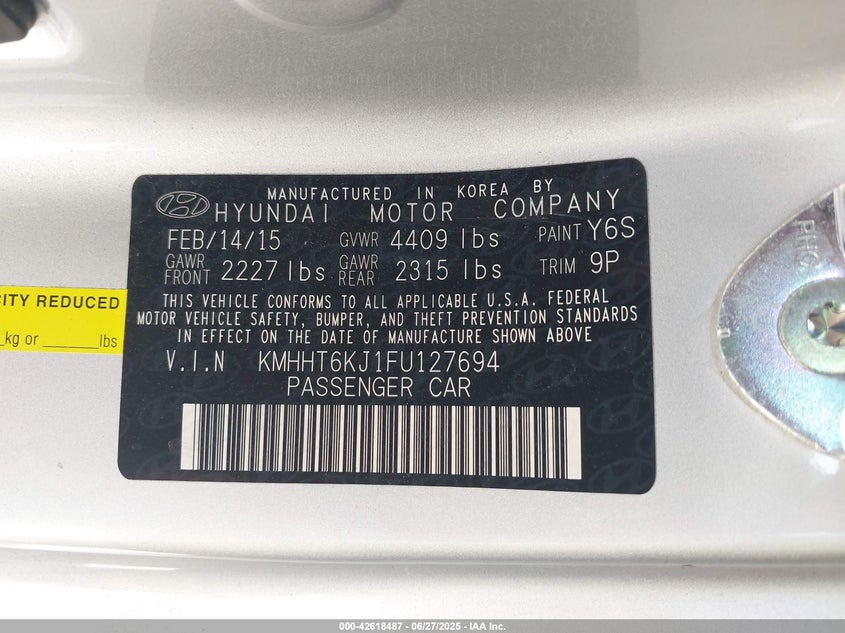 MANUFACTURED IN KOREA BY
HYUNDAI MOTOR COMPANY
FEB/14/15 GVWR 4409 lbs PAINT Y6S
GAWR FRONT 2227 lbs GAWR REAR 2315 lbs TRIM 9P
THIS VEHICLE CONFORMS TO ALL APPLICABLE U.S.A. FEDERAL
MOTOR VEHICLE SAFETY, BUMPER, AND THEFT PREVENTION STANDARDS
IN EFFECT ON THE DATE OF MANUFACTURE SHOWN ABOVE
V.I.N KMHHT6KJ1FU127694
PASSENGER CAR
CITY REDUCED
kg or ______lbs
PHC
000-42618487 - 06/27/2025 - IAA Inc.